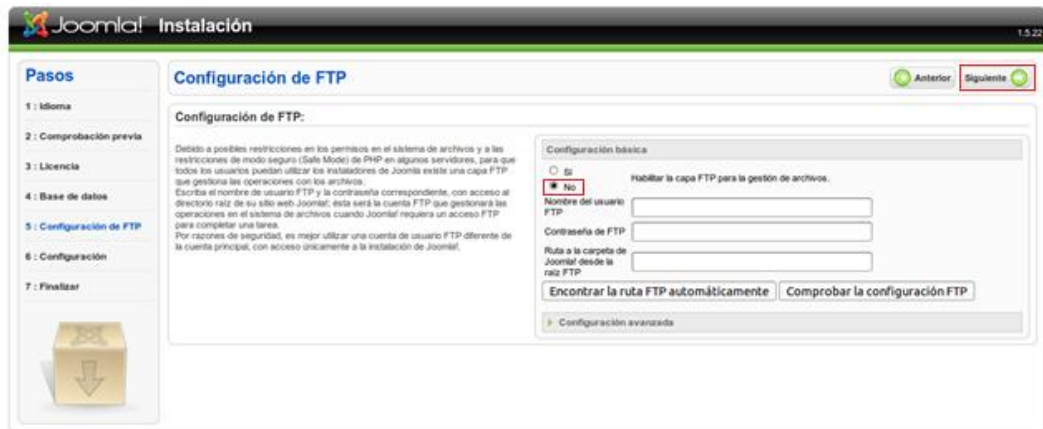 Joomla! Instalación
1.5.22
Pasos
1 : Idioma
2 : Comprobación previa
3 : Licencia
4 : Base de datos
5 : Configuración de FTP
6 : Configuración
7 : Finalizar
Configuración de FTP
Anterior
Siguiente
Configuración de FTP:
Debido a posibles restricciones en los permisos en el sistema de archivos y a las
restricciones de modo seguro (Safe Mode) de PHP en algunos servidores, para que
todos los usuarios puedan utilizar los instaladores de Joomla existe una capa FTP
que gestiona las operaciones con los archivos.
Escriba el nombre de usuario FTP y la contraseña correspondiente, con acceso al
directorio raíz de su sitio web Joomla!; ésta será la cuenta FTP que gestionará las
operaciones en el sistema de archivos cuando Joomla! requiera un acceso FTP
para completar una tarea.
Por razones de seguridad, es mejor utilizar una cuenta de usuario FTP diferente de
la cuenta principal, con acceso únicamente a la instalación de Joomla!.
Configuración básica
Sí
No
Habilitar la capa FTP para la gestión de archivos.
Nombre del usuario
FTP
Contraseña de FTP
Ruta a la carpeta de
Joomla! desde la
raíz FTP
Encontrar la ruta FTP automáticamente
Comprobar la configuración FTP
Configuración avanzada